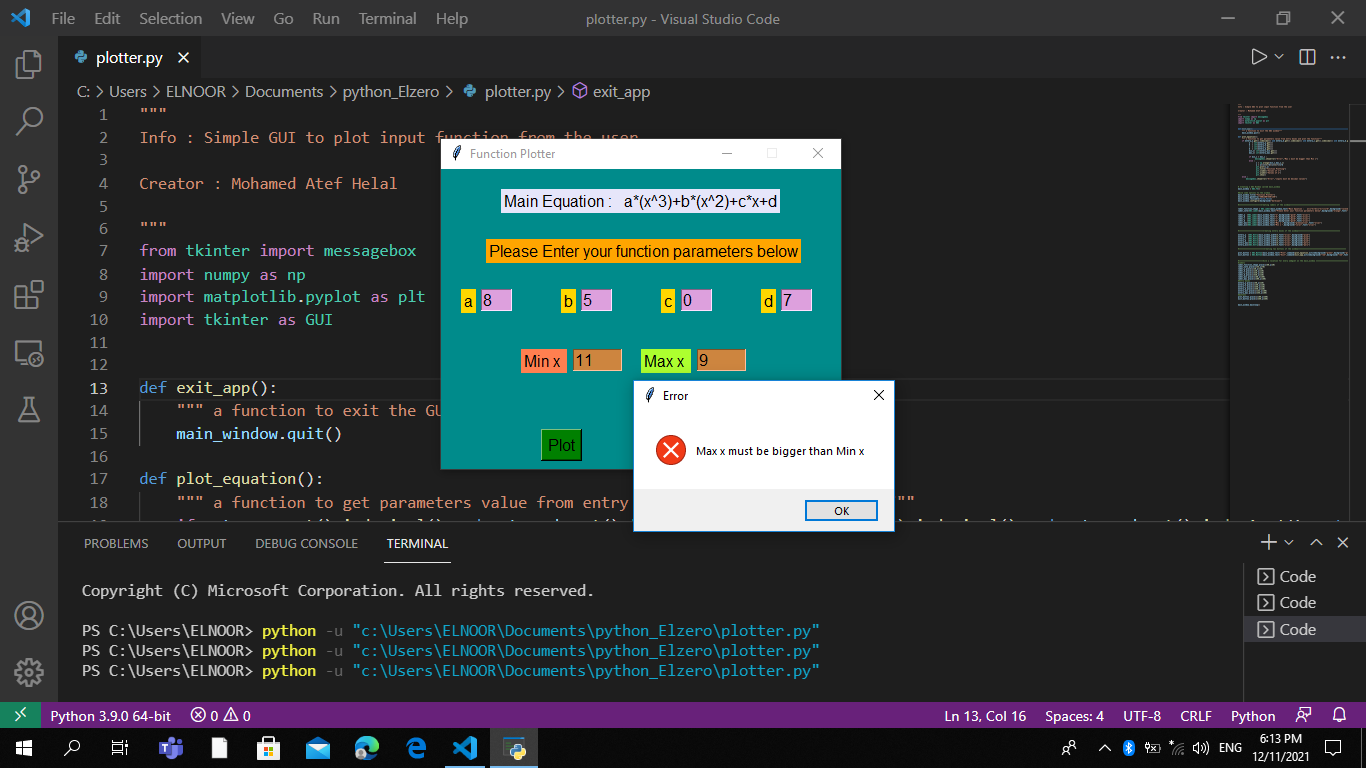 File Edit Selection View Go Run Terminal Help plotter.py - Visual Studio Code
plotter.py
C: > Users > ELNOOR > Documents > python_Elzero > plotter.py > exit_app
1 """
2 Info : Simple GUI to plot input function from the user
3
4 Creator : Mohamed Atef Helal
5
6 """
7 from tkinter import messagebox
8 import numpy as np
9 import matplotlib.pyplot as plt
10 import tkinter as GUI
11
12
13 def exit_app():
14 """ a function to exit the GU
15 main_window.quit()
16
17 def plot_equation():
18 """ a function to get parameters value from entry """
Function Plotter
Main Equation : a*(x^3)+b*(x^2)+c*x+d
Please Enter your function parameters below
a 8 b 5 c 0 d 7
Min x 11 Max x 9
Plot
Error
Max x must be bigger than Min x
OK
PROBLEMS OUTPUT DEBUG CONSOLE TERMINAL
Copyright (C) Microsoft Corporation. All rights reserved.
PS C:\Users\ELNOOR> python -u "c:\Users\ELNOOR\Documents\python_Elzero\plotter.py"
PS C:\Users\ELNOOR> python -u "c:\Users\ELNOOR\Documents\python_Elzero\plotter.py"
PS C:\Users\ELNOOR> python -u "c:\Users\ELNOOR\Documents\python_Elzero\plotter.py"
Code
Code
Code
Python 3.9.0 64-bit 0 0 Ln 13, Col 16 Spaces: 4 UTF-8 CRLF Python
ENG 6:13 PM
12/11/2021